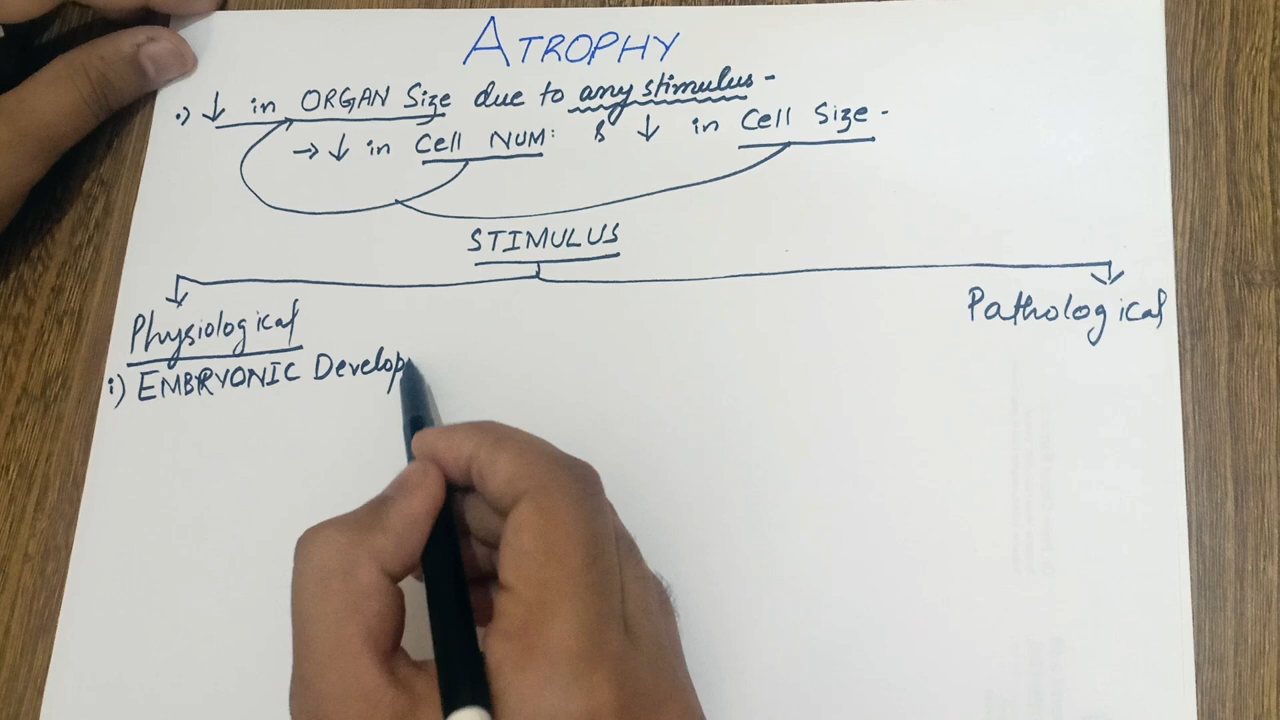 ATROPHY
•) ↓ in ORGAN Size due to any stimulus -
→ ↓ in Cell NUM: & ↓ in Cell Size -
STIMULUS
Physiological
Pathological
i) EMBRYONIC Develop